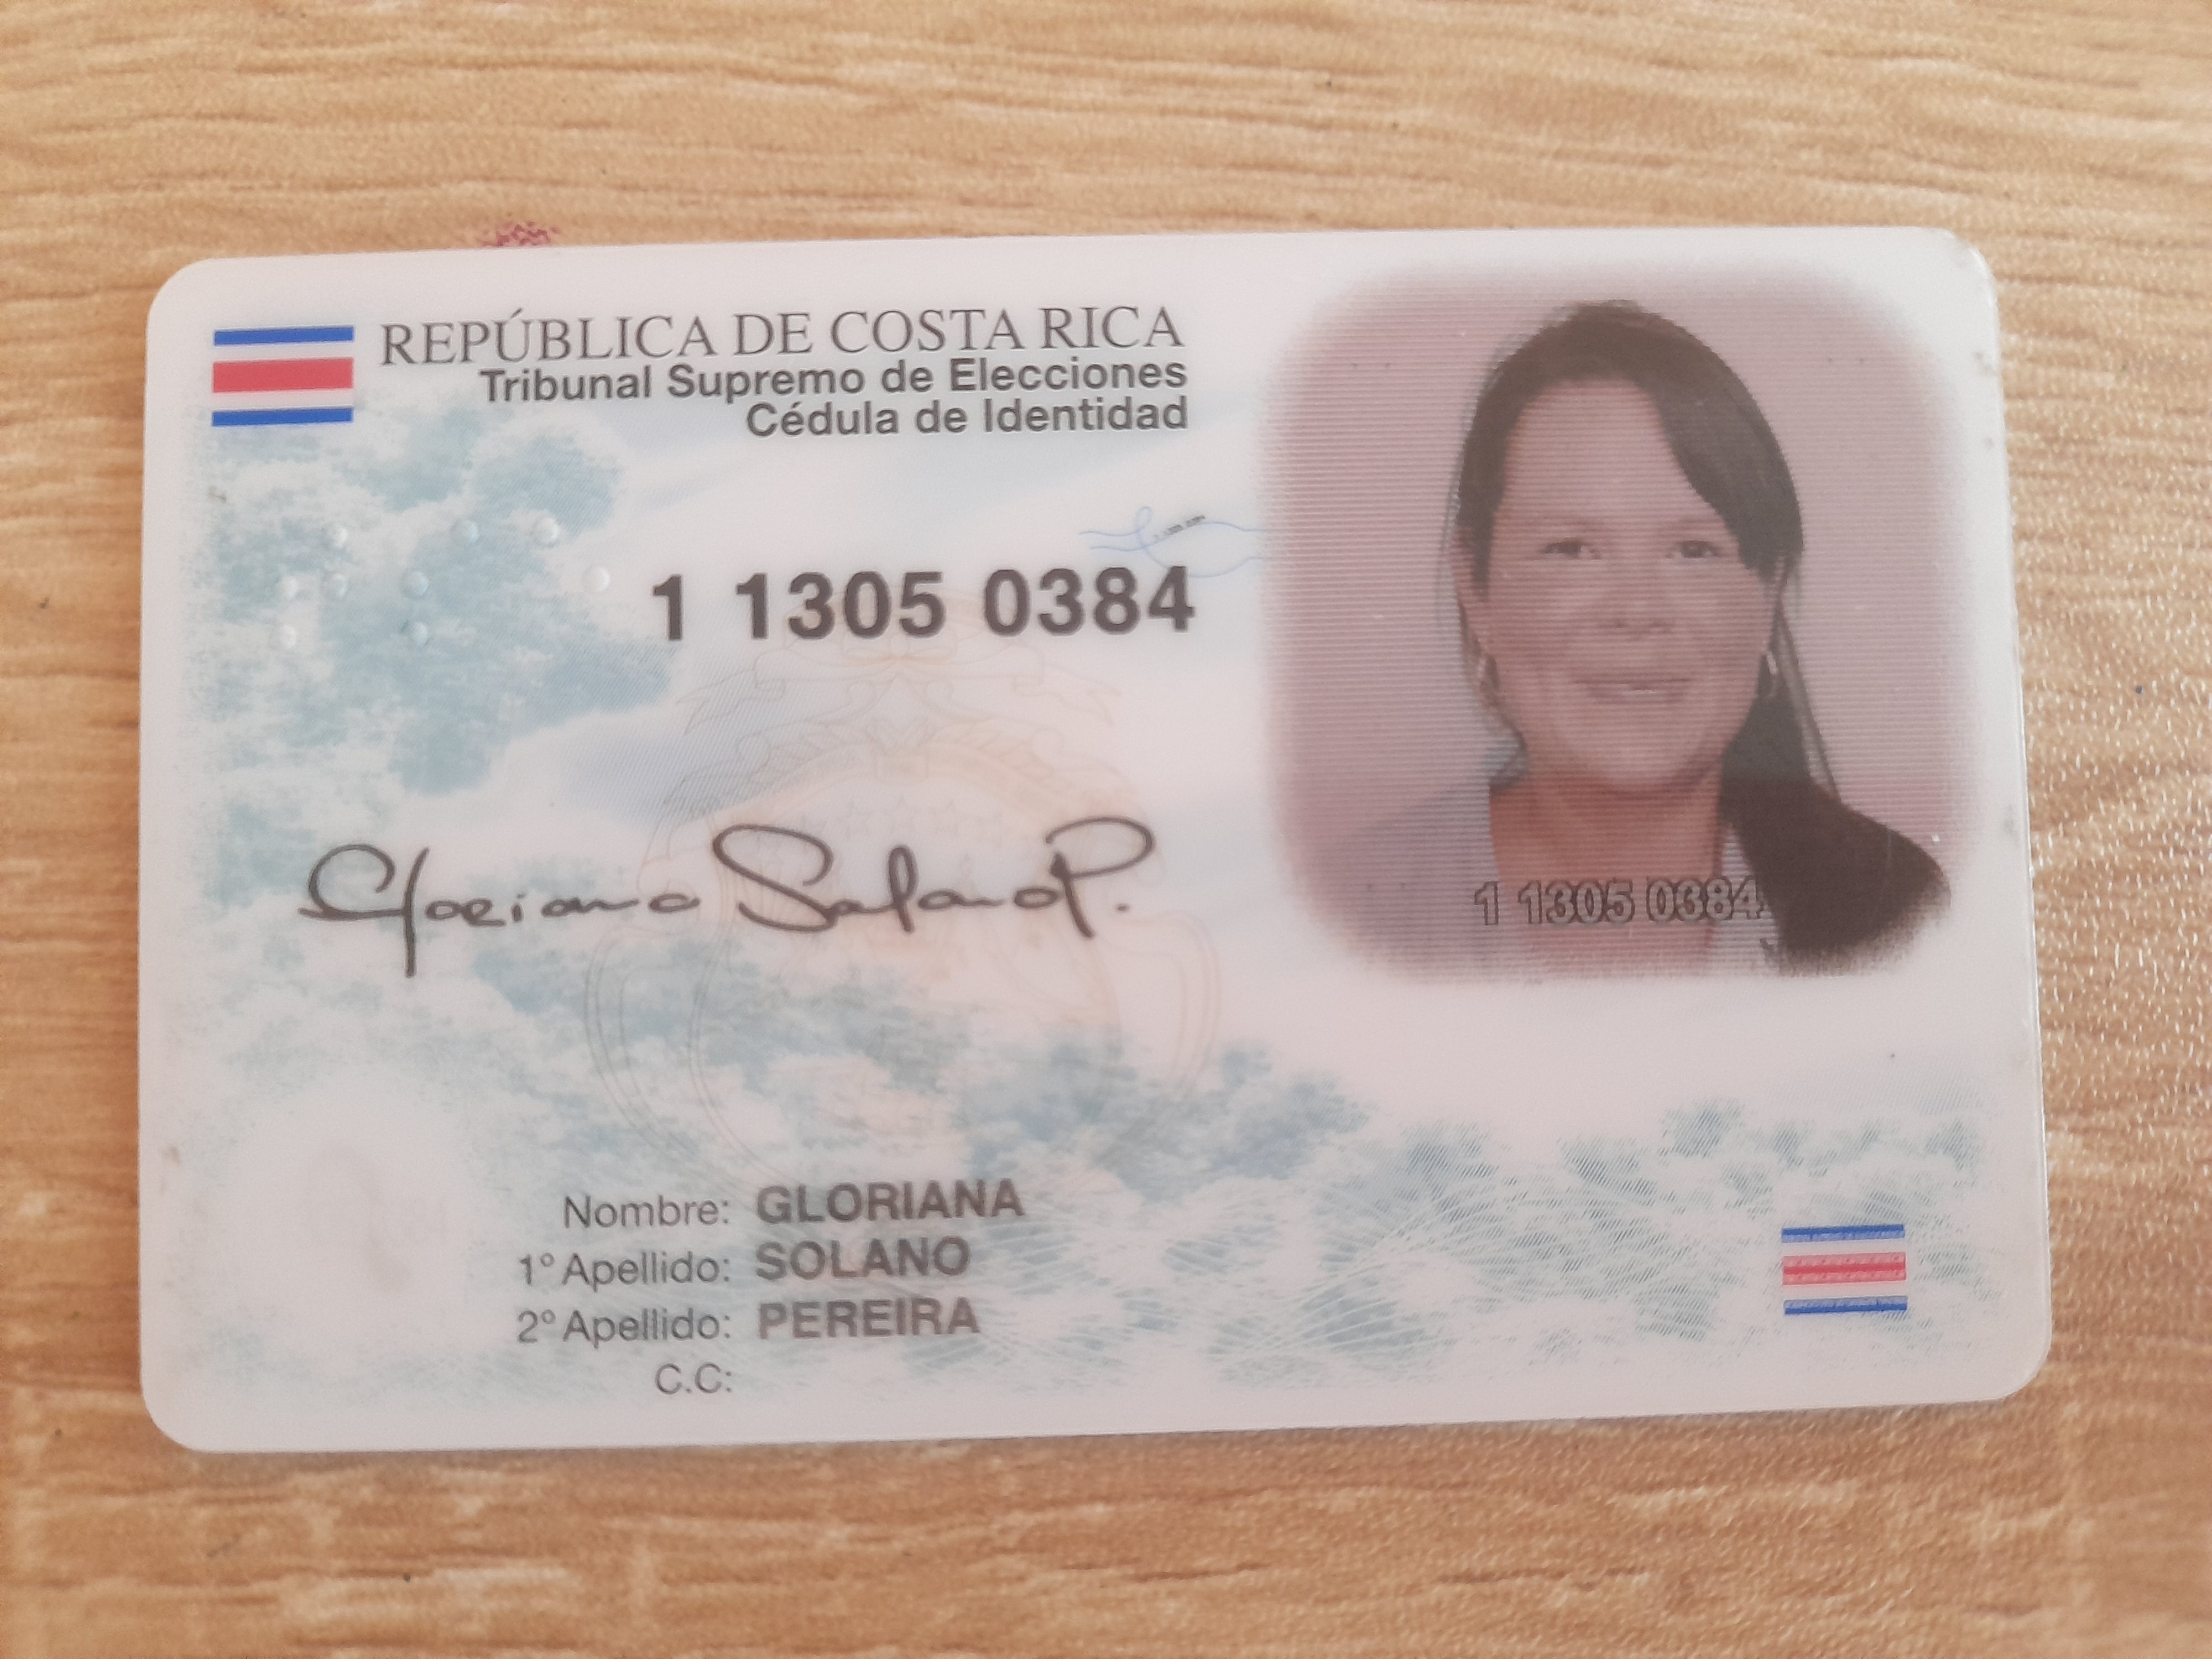 REPÚBLICA DE COSTA RICA
Tribunal Supremo de Elecciones
Cédula de Identidad
1 1305 0384
Gloriana Solano P.
1 1305 0384
Nombre: GLORIANA
1° Apellido: SOLANO
2° Apellido: PEREIRA
C.C: